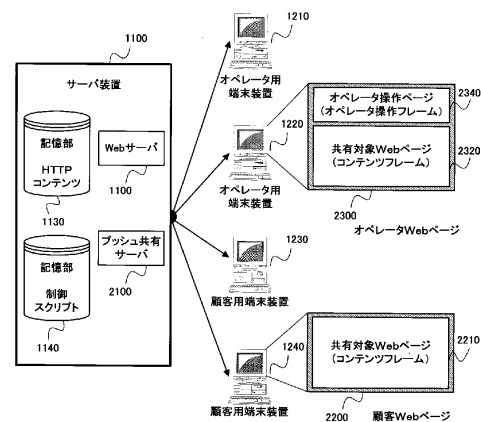 1100
サーバ装置
記憶部
HTTP
コンテンツ
1130
Webサーバ
1100
記憶部
制御
スクリプト
1140
プッシュ共有
サーバ
2100
1210
オペレータ用
端末装置
1220
オペレータ用
端末装置
1230
顧客用端末装置
1240
顧客用端末装置
オペレータ操作ページ
(オペレータ操作フレーム)
2340
共有対象Webページ
(コンテンツフレーム)
2320
2300
オペレータWebページ
共有対象Webページ
(コンテンツフレーム)
2210
2200
顧客Webページ